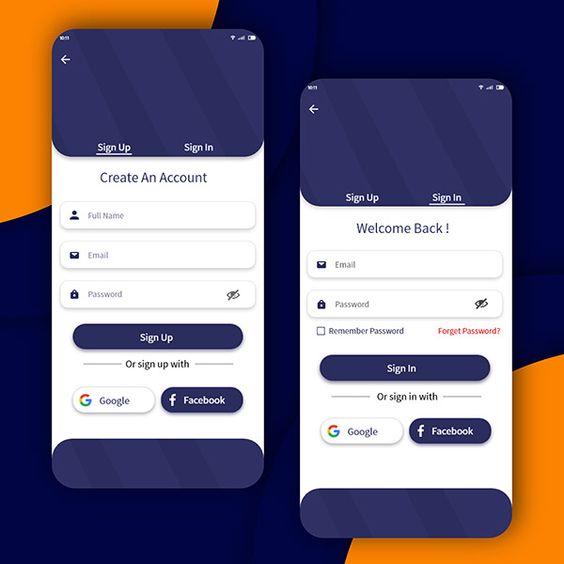 10:11
Sign Up Sign In
Create An Account
Full Name
Email
Password
Sign Up
Or sign up with
Google Facebook
10:11
Sign Up Sign In
Welcome Back !
Email
Password
Remember Password Forget Password?
Sign In
Or sign in with
Google Facebook